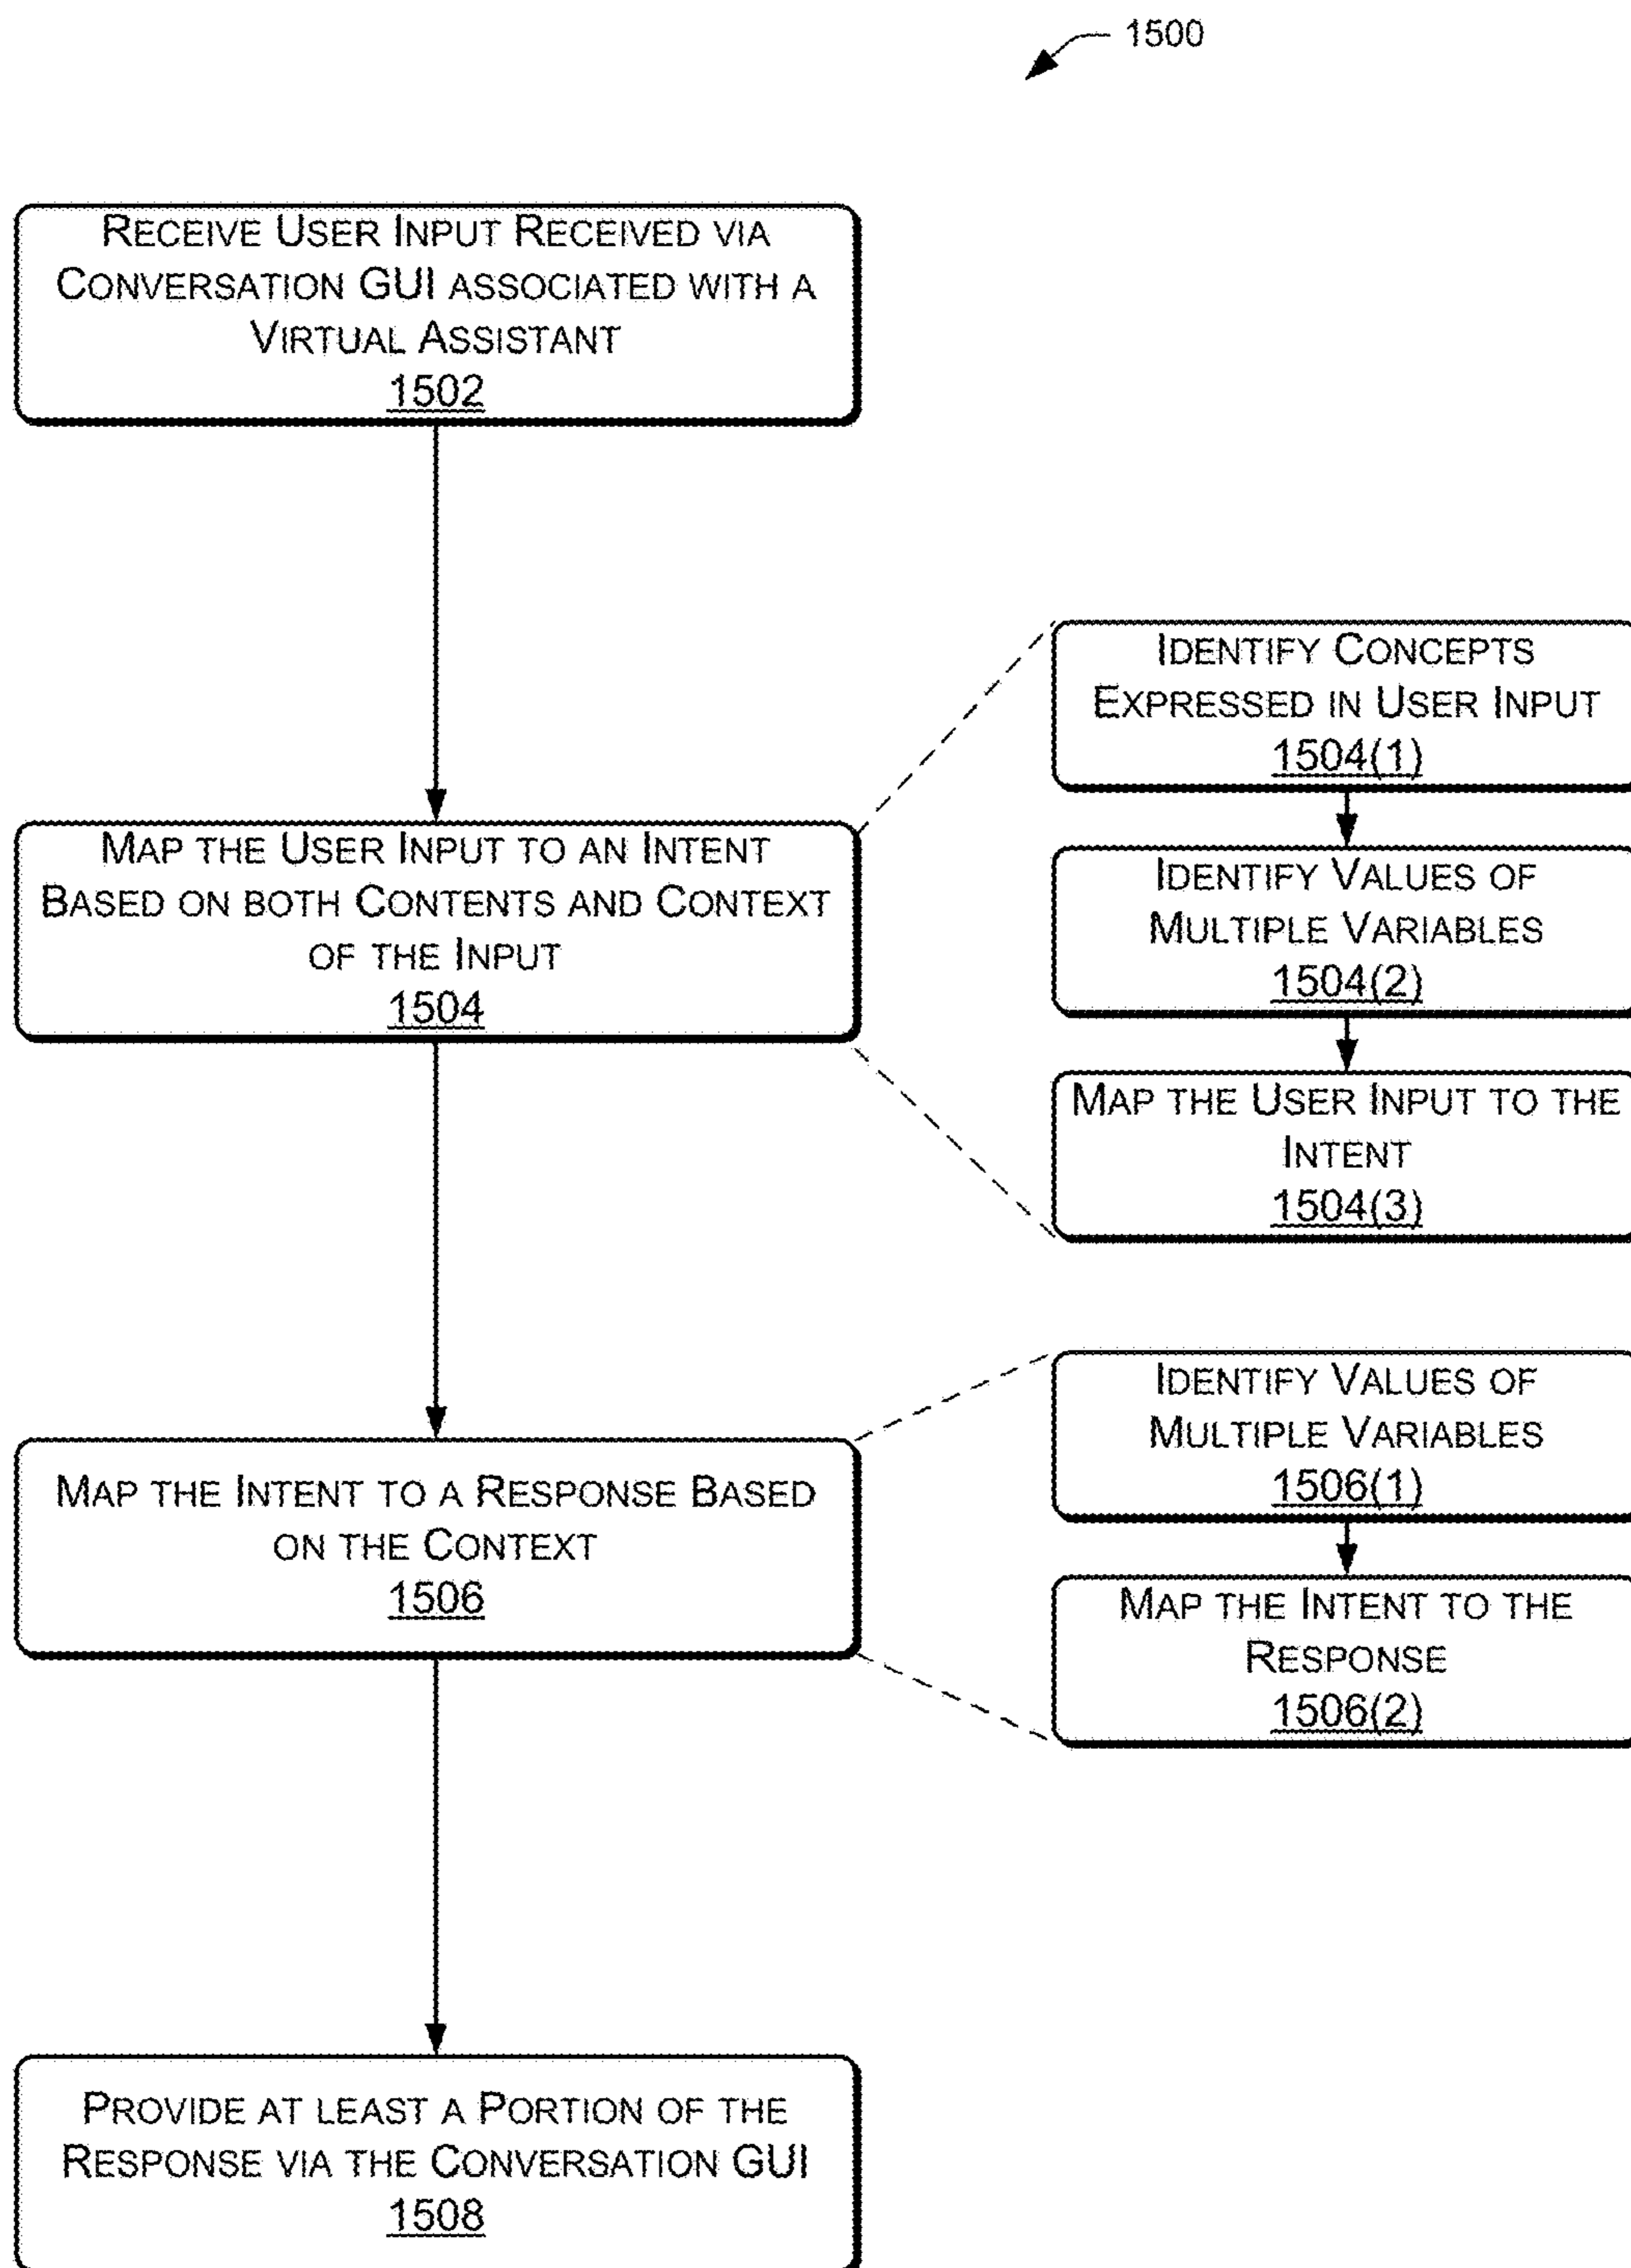 1500
RECEIVE USER INPUT RECEIVED VIA
CONVERSATION GUI ASSOCIATED WITH A
VIRTUAL ASSISTANT
1502
MAP THE USER INPUT TO AN INTENT
BASED ON BOTH CONTENTS AND CONTEXT
OF THE INPUT
1504
IDENTIFY CONCEPTS
EXPRESSED IN USER INPUT
1504(1)
IDENTIFY VALUES OF
MULTIPLE VARIABLES
1504(2)
MAP THE USER INPUT TO THE
INTENT
1504(3)
MAP THE INTENT TO A RESPONSE BASED
ON THE CONTEXT
1506
IDENTIFY VALUES OF
MULTIPLE VARIABLES
1506(1)
MAP THE INTENT TO THE
RESPONSE
1506(2)
PROVIDE AT LEAST A PORTION OF THE
RESPONSE VIA THE CONVERSATION GUI
1508